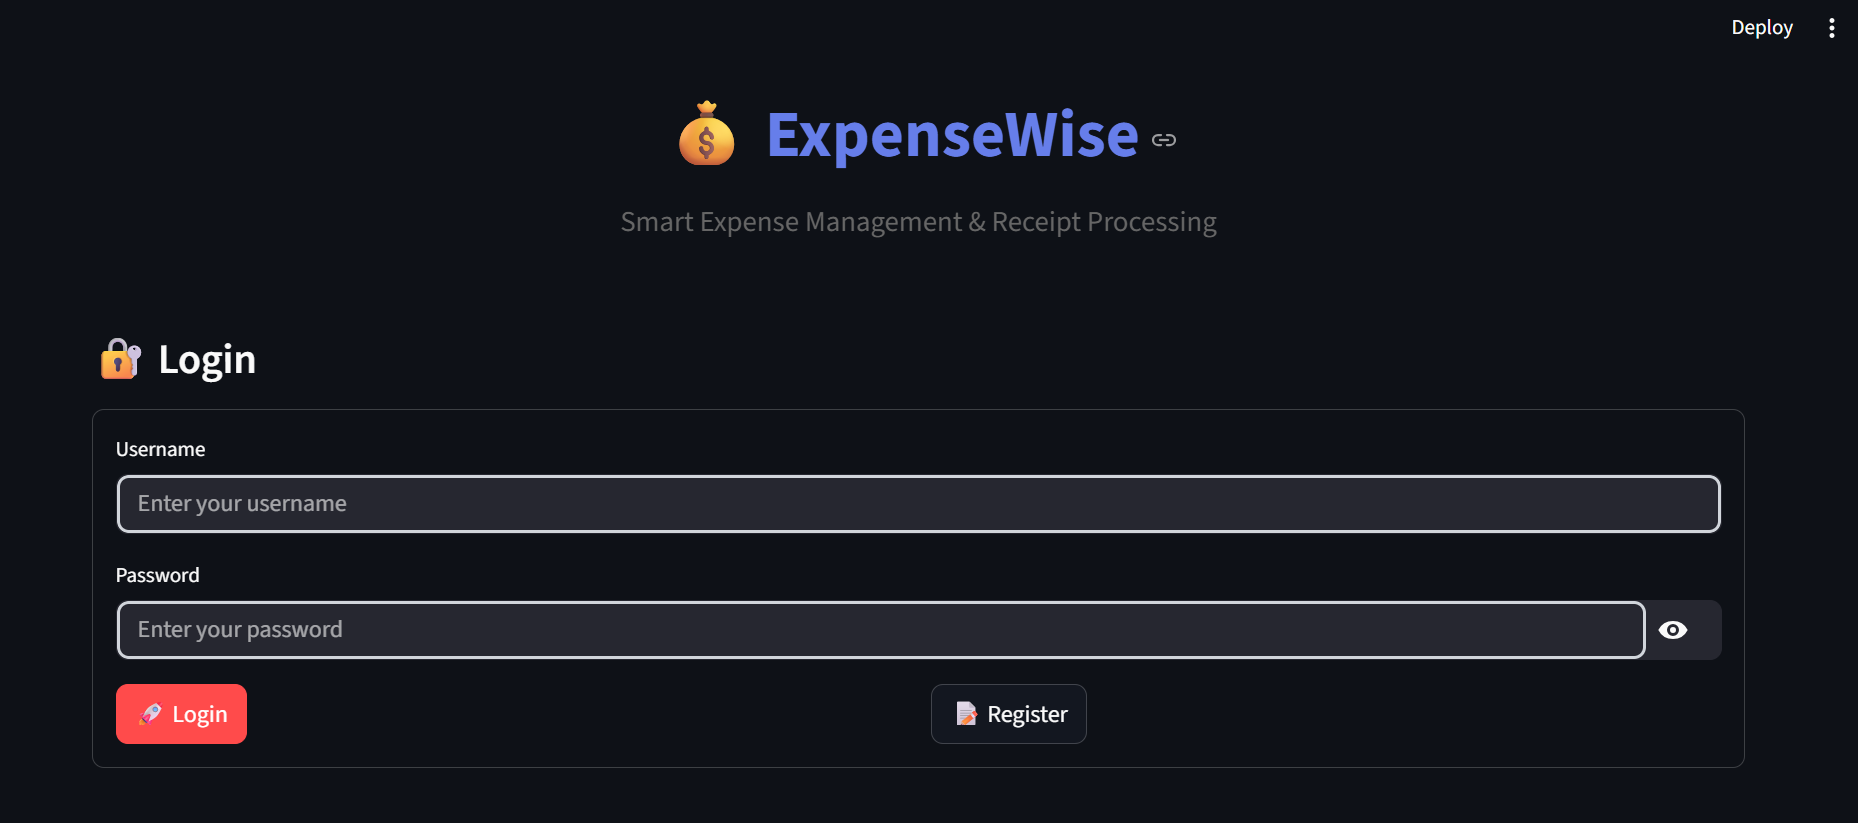 Deploy
ExpenseWise
Smart Expense Management & Receipt Processing
Login
Username
Enter your username
Password
Enter your password
Login
Register